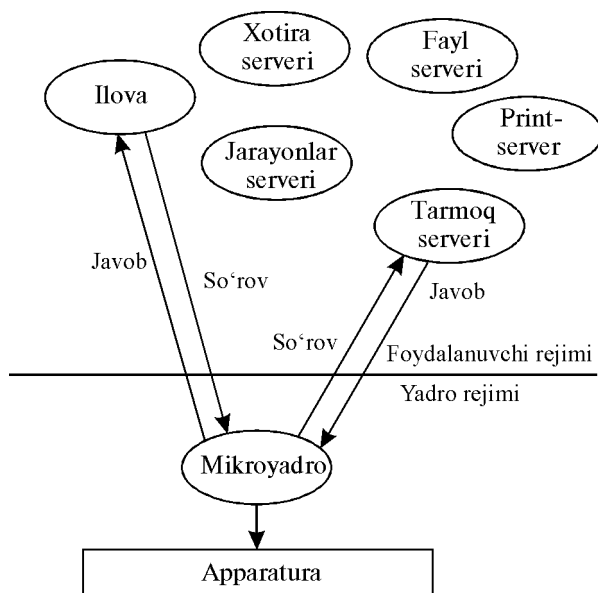 Xotira
serveri
Fayl
serveri
Ilova
Print-
server
Jarayonlar
serveri
Tarmoq
serveri
Javob
So‘rov
Javob
So‘rov
Foydalanuvchi rejimi
Yadro rejimi
Mikroyadro
Apparatura